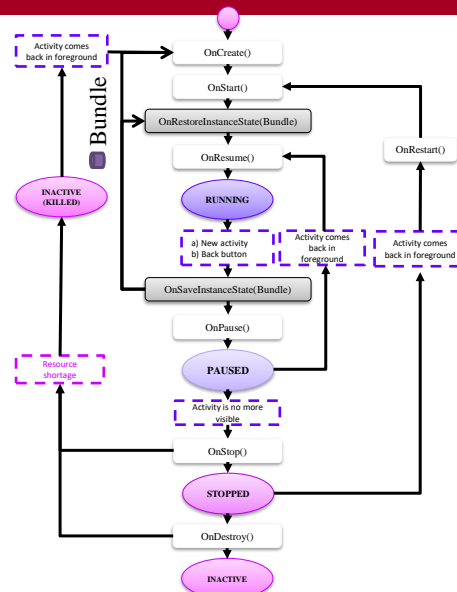 Activity comes
back in foreground
Bundle
OnCreate()
OnStart()
OnRestoreInstanceState(Bundle)
OnResume()
OnRestart()
INACTIVE
(KILLED)
RUNNING
a) New activity
b) Back button
Activity comes
back in
foreground
Activity comes
back in foreground
OnSaveInstanceState(Bundle)
OnPause()
Resource
shortage
PAUSED
Activity is no more
visible
OnStop()
STOPPED
OnDestroy()
INACTIVE